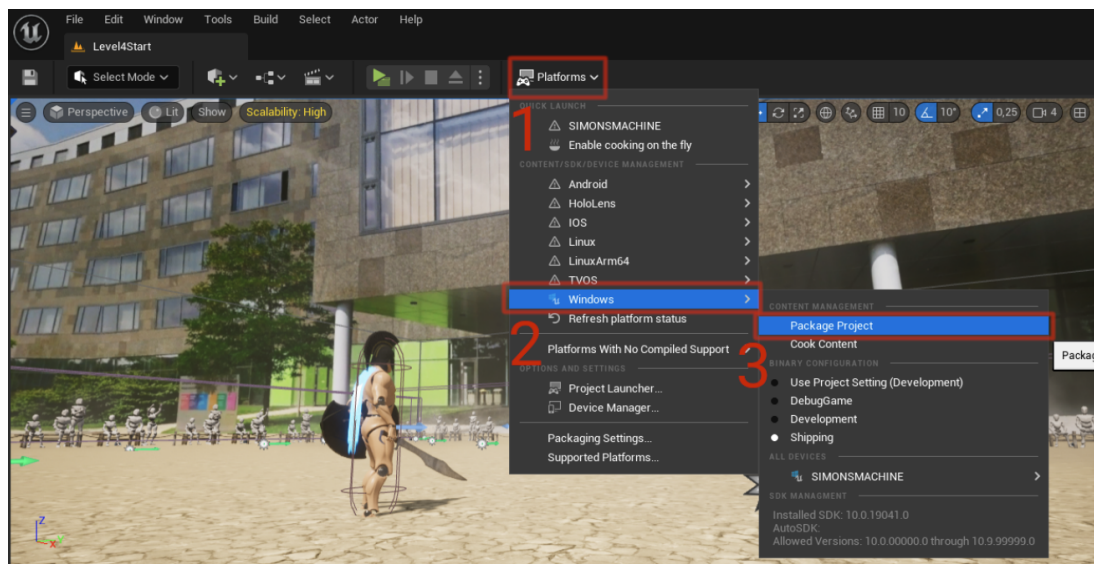 File Edit Window Tools Build Select Actor Help
Level4Start
Select Mode
Platforms
Perspective Lit Show Scalability: High
10 10° 0,25 4
1
QUICK LAUNCH
SIMONSMACHINE
Enable cooking on the fly
CONTENT/SDK/DEVICE MANAGEMENT
Android
HoloLens
IOS
Linux
LinuxArm64
TVOS
Windows
Refresh platform status
2
Platforms With No Compiled Support
OPTIONS AND SETTINGS
Project Launcher...
Device Manager...
Packaging Settings...
Supported Platforms...
CONTENT MANAGEMENT
Package Project
3
Cook Content
Packag
BINARY CONFIGURATION
Use Project Setting (Development)
DebugGame
Development
Shipping
ALL DEVICES
SIMONSMACHINE
SDK MANAGMENT
Installed SDK: 10.0.19041.0
AutoSDK:
Allowed Versions: 10.0.00000.0 through 10.9.99999.0
Z
X